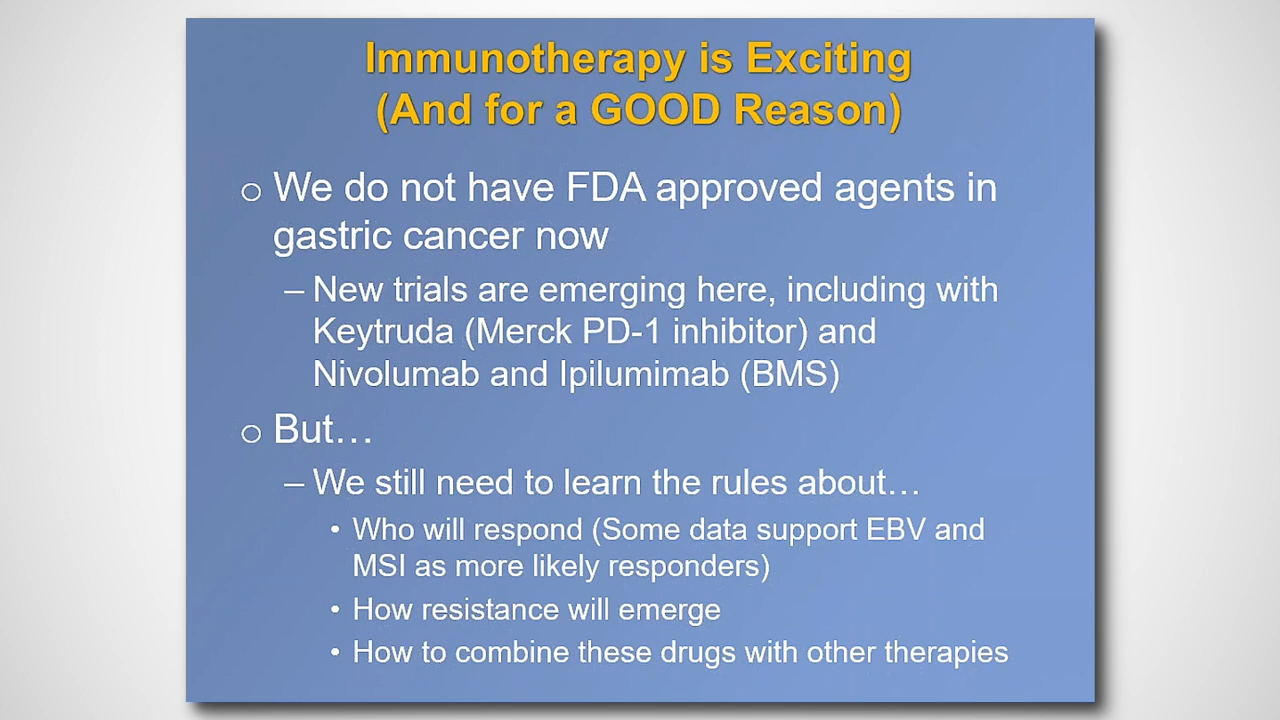 Immunotherapy is Exciting
(And for a GOOD Reason)
o We do not have FDA approved agents in
gastric cancer now
– New trials are emerging here, including with
Keytruda (Merck PD-1 inhibitor) and
Nivolumab and Ipilumimab (BMS)
o But…
– We still need to learn the rules about…
• Who will respond (Some data support EBV and
MSI as more likely responders)
• How resistance will emerge
• How to combine these drugs with other therapies